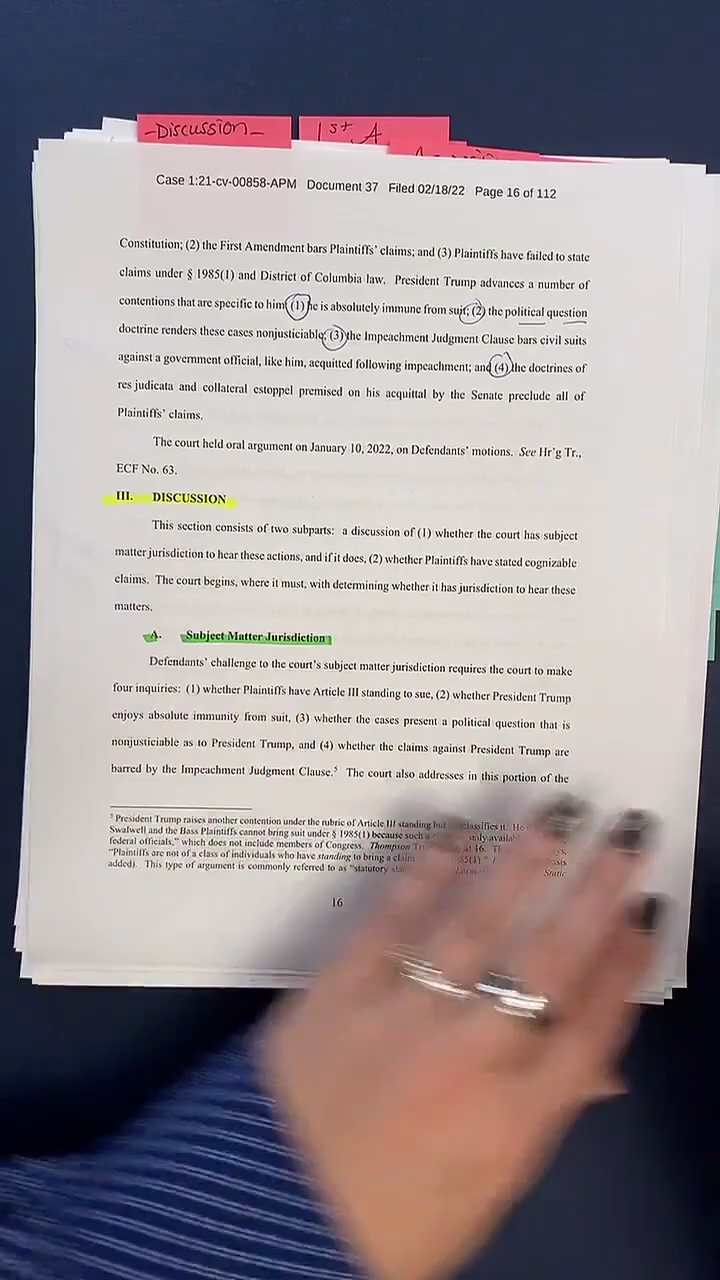 -Discussion-
1st A
Case 1:21-cv-00858-APM Document 37 Filed 02/18/22 Page 16 of 112
Constitution; (2) the First Amendment bars Plaintiffs' claims; and (3) Plaintiffs have failed to state
claims under § 1985(1) and District of Columbia law. President Trump advances a number of
contentions that are specific to him (1) he is absolutely immune from suit; (2) the political question
doctrine renders these cases nonjusticiable; (3) the Impeachment Judgment Clause bars civil suits
against a government official, like him, acquitted following impeachment; and (4) the doctrines of
res judicata and collateral estoppel premised on his acquittal by the Senate preclude all of
Plaintiffs' claims.
The court held oral argument on January 10, 2022, on Defendants' motions. See Hr'g Tr.,
ECF No. 63.
III. DISCUSSION
This section consists of two subparts: a discussion of (1) whether the court has subject
matter jurisdiction to hear these actions, and if it does, (2) whether Plaintiffs have stated cognizable
claims. The court begins, where it must, with determining whether it has jurisdiction to hear these
matters.
A. Subject Matter Jurisdiction
Defendants' challenge to the court's subject matter jurisdiction requires the court to make
four inquiries: (1) whether Plaintiffs have Article III standing to sue, (2) whether President Trump
enjoys absolute immunity from suit, (3) whether the cases present a political question that is
nonjusticiable as to President Trump, and (4) whether the claims against President Trump are
barred by the Impeachment Judgment Clause.5 The court also addresses in this portion of the
5 President Trump raises another contention under the rubric of Article III standing but classifies it. He
Swalwell and the Bass Plaintiffs cannot bring suit under § 1985(1) because such a only
federal officials," which does not include members of Congress. Thompson at 16.
"Plaintiffs are not of a class of individuals who have standing to bring a claim 85(1)"
added). This type of argument is commonly referred to as "statutory Static
16